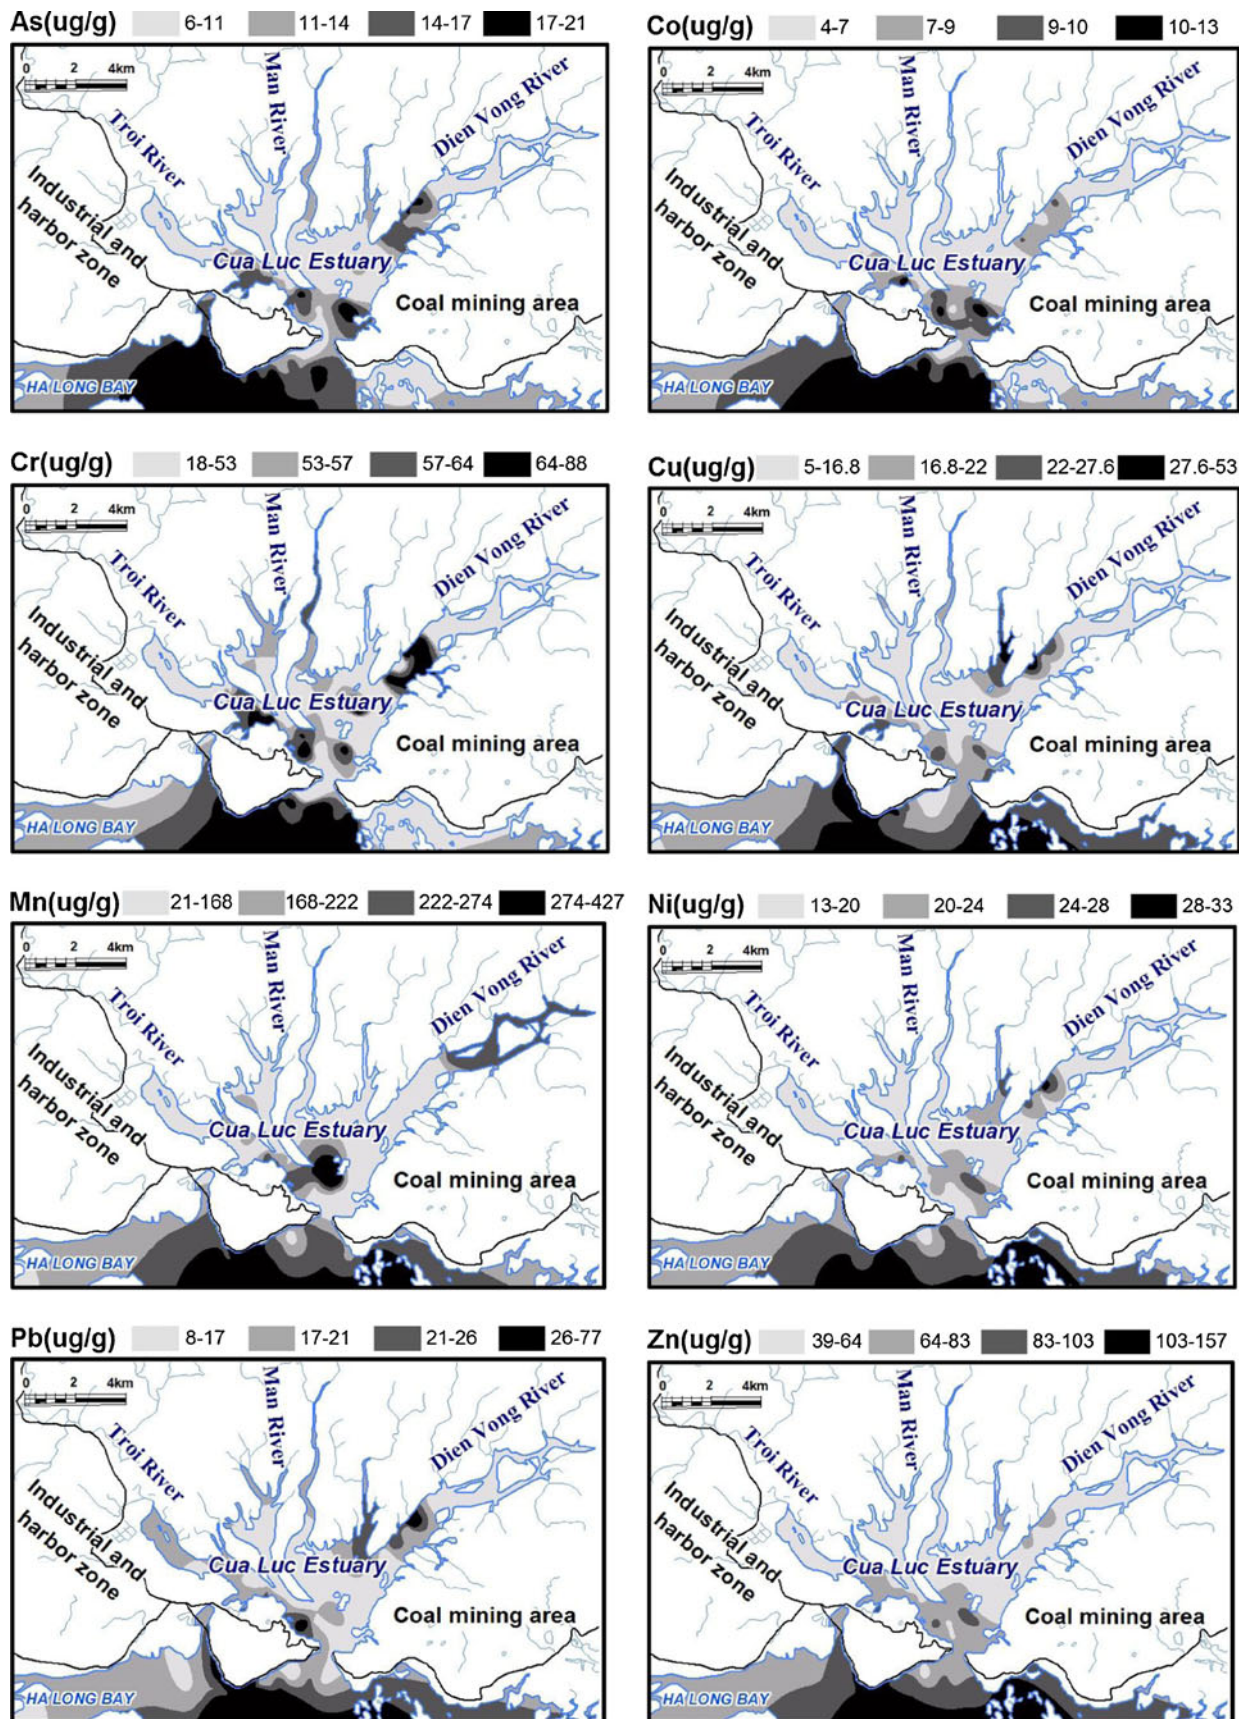 As(ug/g) 6-11 11-14 14-17 17-21
0 2 4km
Troi River
Man River
Dien Vong River
Industrial and
harbor zone
Cua Luc Estuary
Coal mining area
HA LONG BAY
Co(ug/g) 4-7 7-9 9-10 10-13
0 2 4km
Troi River
Man River
Dien Vong River
Industrial and
harbor zone
Cua Luc Estuary
Coal mining area
HA LONG BAY
Cr(ug/g) 18-53 53-57 57-64 64-88
0 2 4km
Troi River
Man River
Dien Vong River
Industrial and
harbor zone
Cua Luc Estuary
Coal mining area
HA LONG BAY
Cu(ug/g) 5-16.8 16.8-22 22-27.6 27.6-53
0 2 4km
Troi River
Man River
Dien Vong River
Industrial and
harbor zone
Cua Luc Estuary
Coal mining area
HA LONG BAY
Mn(ug/g) 21-168 168-222 222-274 274-427
0 2 4km
Troi River
Man River
Dien Vong River
Industrial and
harbor zone
Cua Luc Estuary
Coal mining area
HA LONG BAY
Ni(ug/g) 13-20 20-24 24-28 28-33
0 2 4km
Troi River
Man River
Dien Vong River
Industrial and
harbor zone
Cua Luc Estuary
Coal mining area
HA LONG BAY
Pb(ug/g) 8-17 17-21 21-26 26-77
0 2 4km
Troi River
Man River
Dien Vong River
Industrial and
harbor zone
Cua Luc Estuary
Coal mining area
HA LONG BAY
Zn(ug/g) 39-64 64-83 83-103 103-157
0 2 4km
Troi River
Man River
Dien Vong River
Industrial and
harbor zone
Cua Luc Estuary
Coal mining area
HA LONG BAY